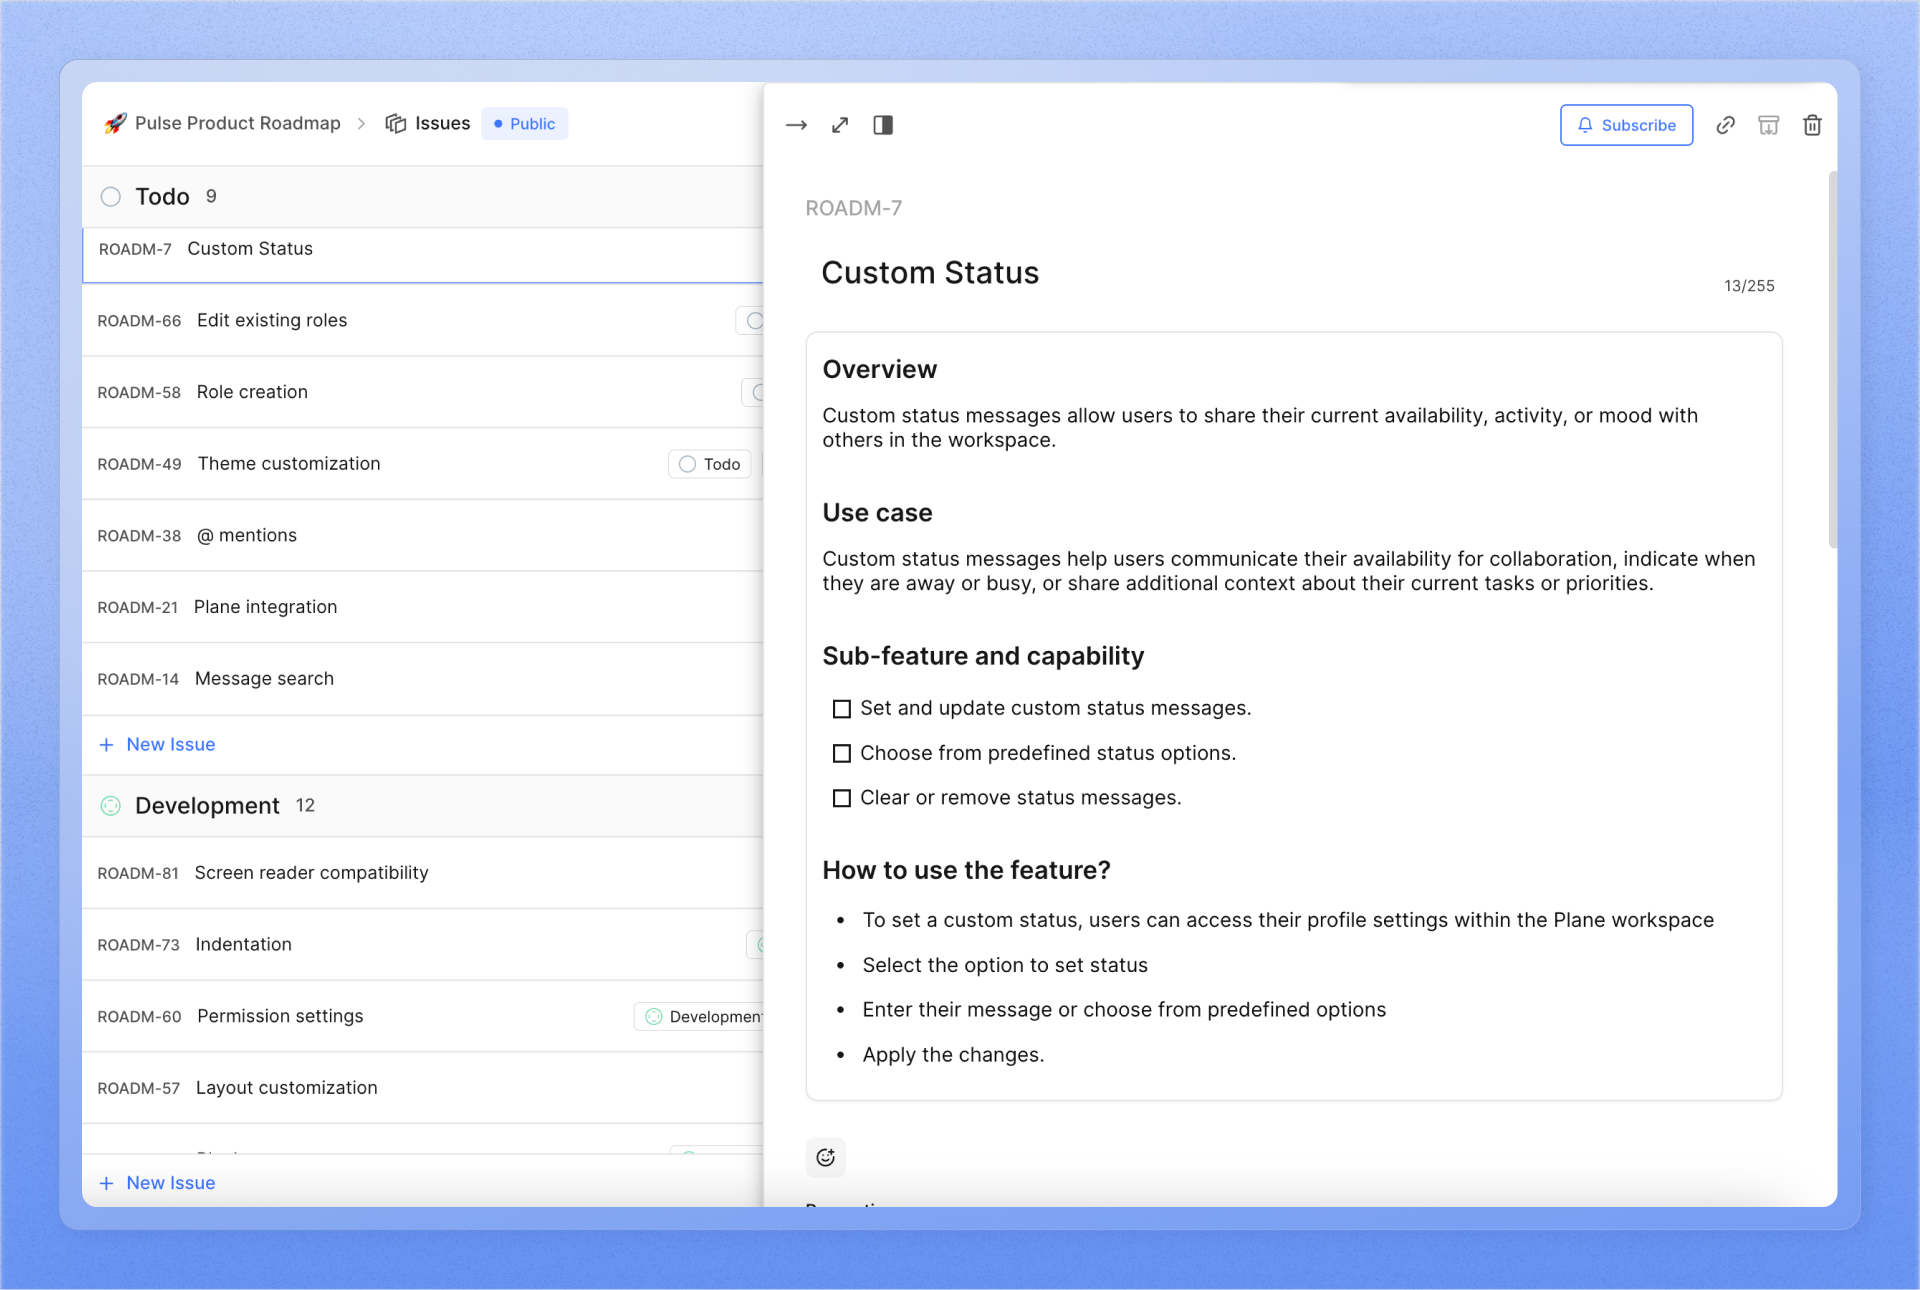 Pulse Product Roadmap
Issues
Public
Todo 9
ROADM-7 Custom Status
ROADM-66 Edit existing roles
ROADM-58 Role creation
ROADM-49 Theme customization Todo
ROADM-38 @ mentions
ROADM-21 Plane integration
ROADM-14 Message search
+ New Issue
Development 12
ROADM-81 Screen reader compatibility
ROADM-73 Indentation
ROADM-60 Permission settings Development
ROADM-57 Layout customization
+ New Issue
Subscribe
ROADM-7
Custom Status
13/255
Overview
Custom status messages allow users to share their current availability, activity, or mood with
others in the workspace.
Use case
Custom status messages help users communicate their availability for collaboration, indicate when
they are away or busy, or share additional context about their current tasks or priorities.
Sub-feature and capability
Set and update custom status messages.
Choose from predefined status options.
Clear or remove status messages.
How to use the feature?
• To set a custom status, users can access their profile settings within the Plane workspace
• Select the option to set status
• Enter their message or choose from predefined options
• Apply the changes.